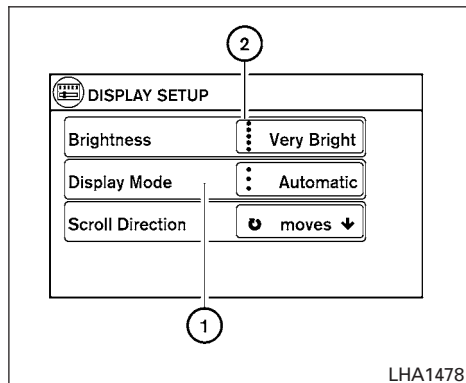 2
DISPLAY SETUP
Brightness Very Bright
Display Mode Automatic
Scroll Direction ↻ moves ↓
1
LHA1478